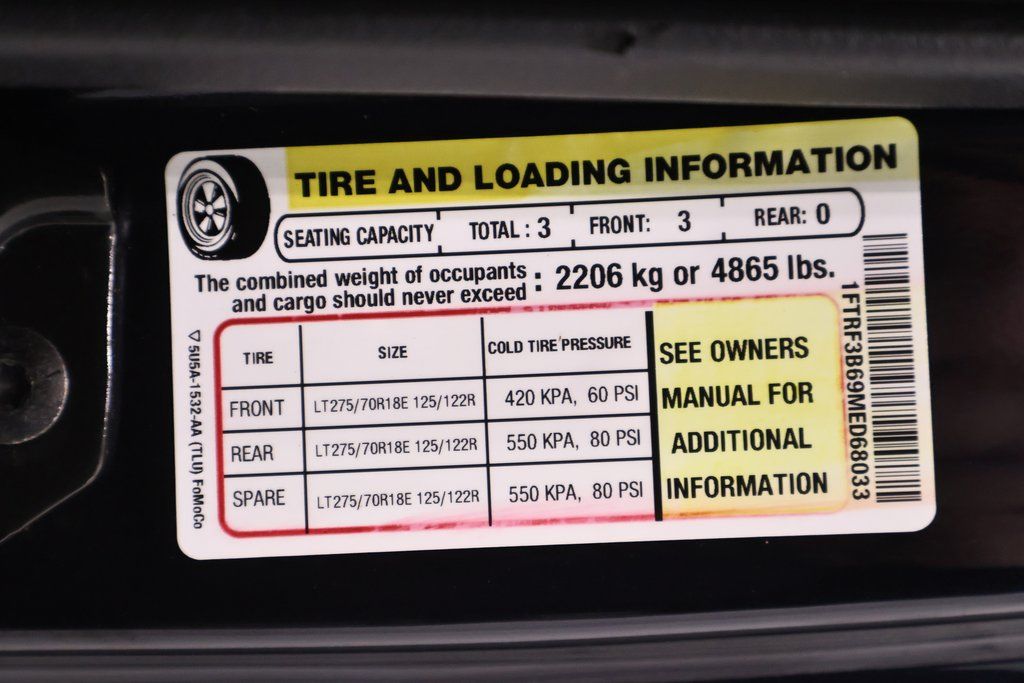 TIRE AND LOADING INFORMATION
SEATING CAPACITY TOTAL : 3 FRONT: 3 REAR: 0
The combined weight of occupants
and cargo should never exceed : 2206 kg or 4865 lbs.
TIRE SIZE COLD TIRE PRESSURE
FRONT LT275/70R18E 125/122R 420 KPA, 60 PSI
REAR LT275/70R18E 125/122R 550 KPA, 80 PSI
SPARE LT275/70R18E 125/122R 550 KPA, 80 PSI
SEE OWNERS
MANUAL FOR
ADDITIONAL
INFORMATION
1FTRF3B69MED68033
5U5A-1532-AA (TLU) FoMoCo